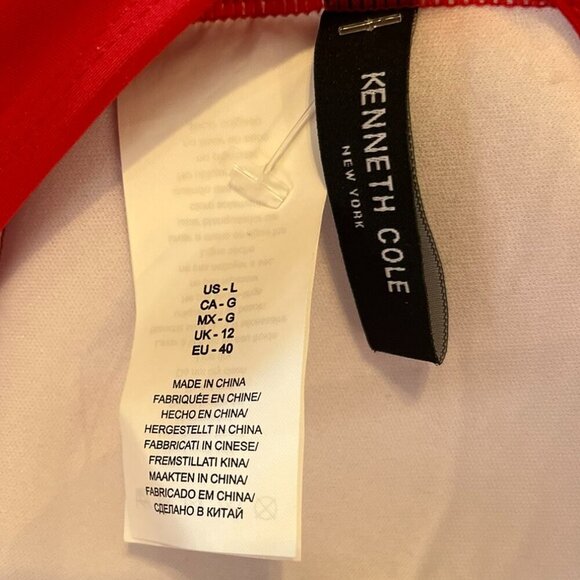 KENNETH COLE
NEW YORK
US - L
CA - G
MX - G
UK - 12
EU - 40
MADE IN CHINA
FABRIQUÉE EN CHINE/
HECHO EN CHINA/
HERGESTELLT IN CHINA
FABBRICATI IN CINESE/
FREMSTILLATI KINA/
MAAKTEN IN CHINA/
FABRICADO EM CHINA/
СДЕЛАНО В КИТАЙ